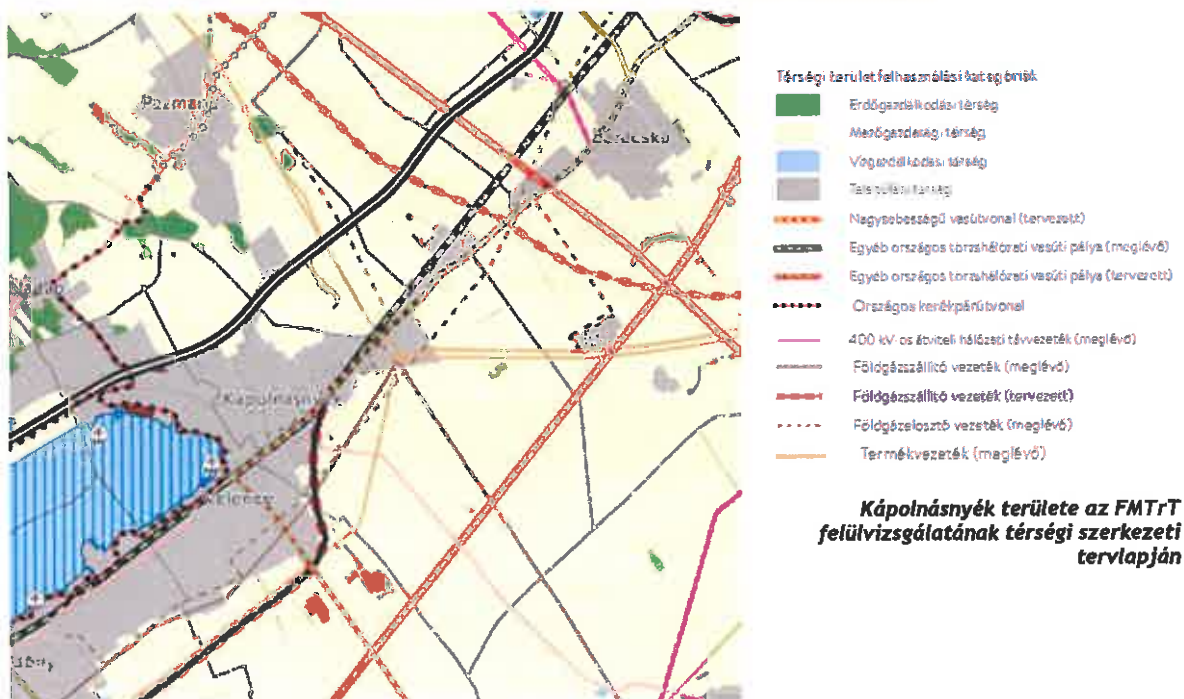 Pázmánd
Baracska
Kápolnásnyék
Velence
Térségi területfelhasználási kategóriák
Erdőgazdálkodási térség
Mezőgazdasági térség
Vízgazdálkodási térség
Települési térség
Nagysebességű vasútvonal (tervezett)
Egyéb országos törzshálózati vasúti pálya (meglévő)
Egyéb országos törzshálózati vasúti pálya (tervezett)
Országos kerékpárútvonal
400 kV-os átviteli hálózati távvezeték (meglévő)
Földgázszállító vezeték (meglévő)
Földgázszállító vezeték (tervezett)
Földgázelosztó vezeték (meglévő)
Termékvezeték (meglévő)
Kápolnásnyék területe az FMTrT
felülvizsgálatának térségi szerkezeti
tervlapján